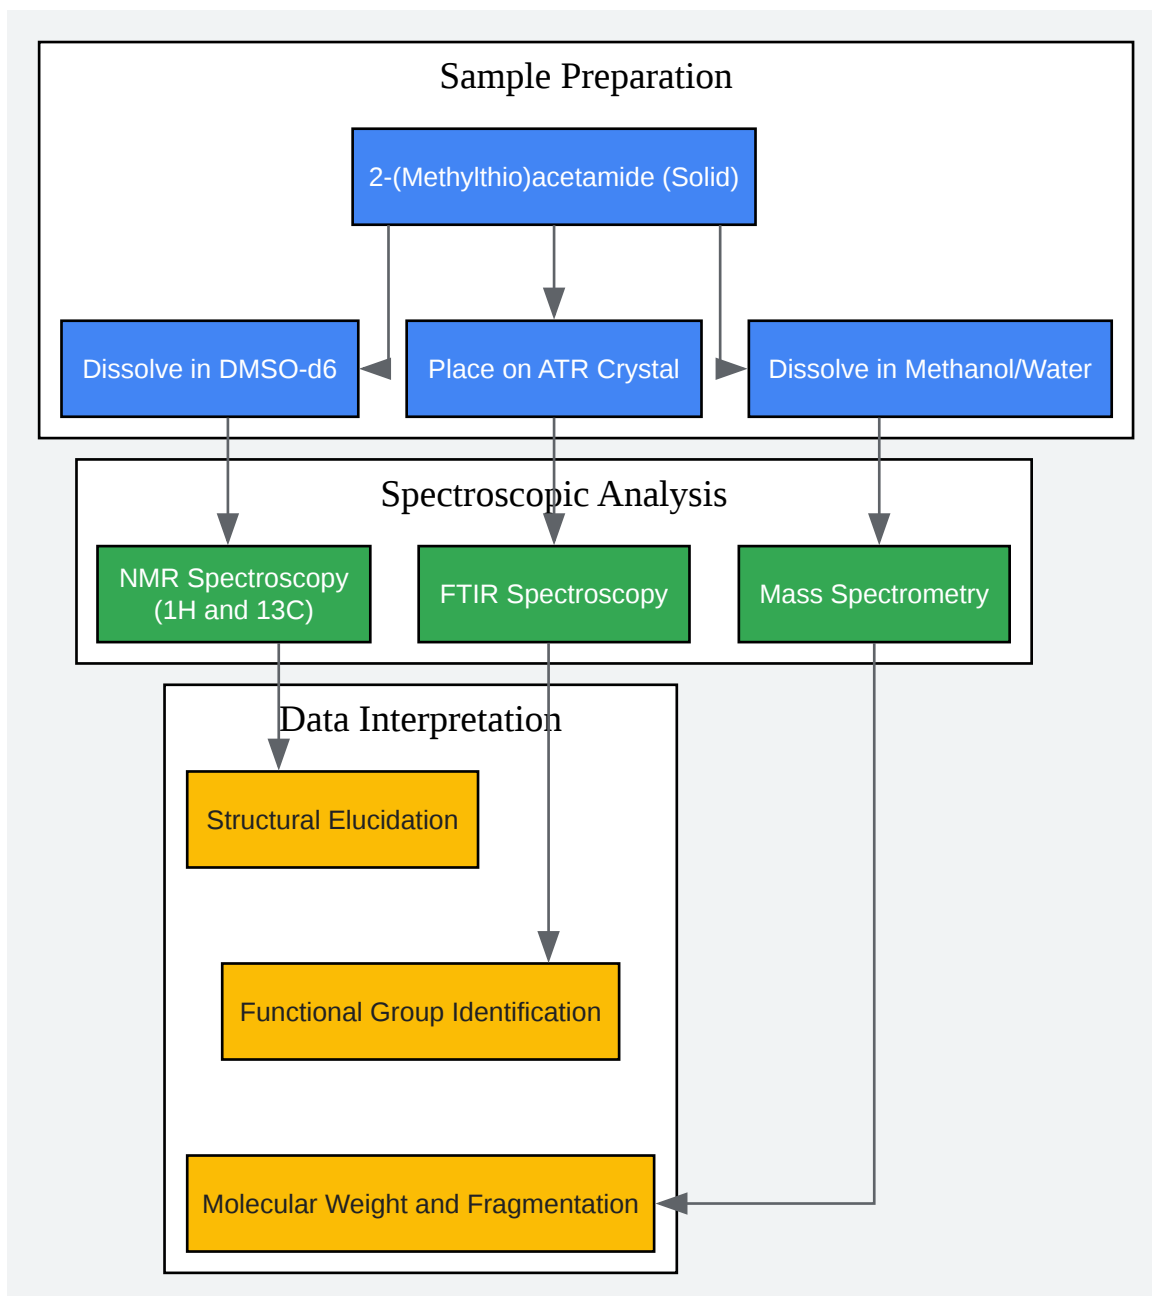 Sample Preparation
2-(Methylthio)acetamide (Solid)
Dissolve in DMSO-d6
Place on ATR Crystal
Dissolve in Methanol/Water
Spectroscopic Analysis
NMR Spectroscopy
(1H and 13C)
FTIR Spectroscopy
Mass Spectrometry
Data Interpretation
Structural Elucidation
Functional Group Identification
Molecular Weight and Fragmentation